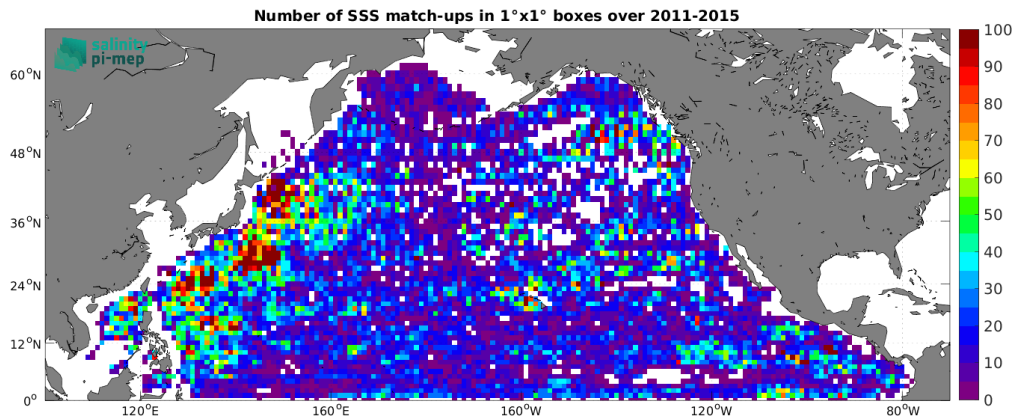 Number of SSS match-ups in 1°x1° boxes over 2011-2015
salinity
pi-mep
60°N
48°N
36°N
24°N
12°N
0°
120°E
160°E
160°W
120°W
80°W
100
90
80
70
60
50
40
30
20
10
0